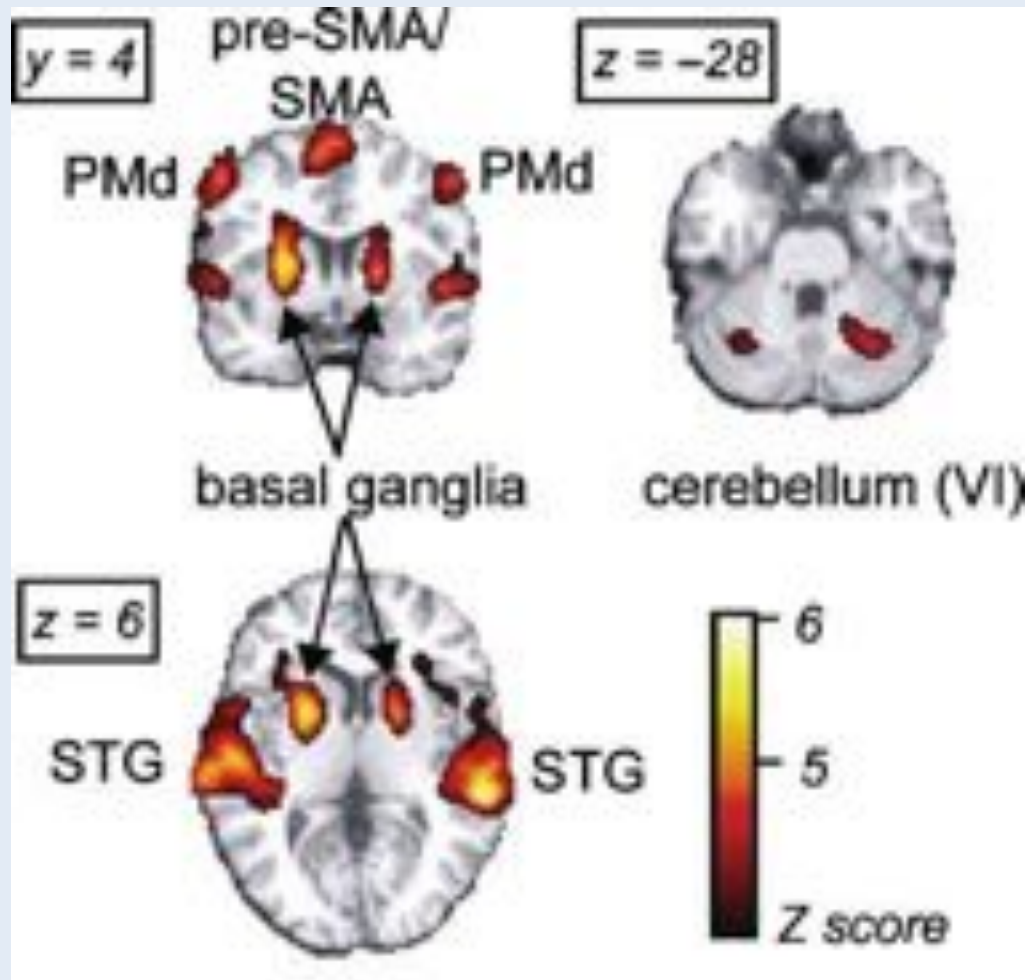 y = 4
pre-SMA/
SMA
z = –28
PMd
PMd
basal ganglia
cerebellum (VI)
z = 6
6
STG
STG
5
Z score